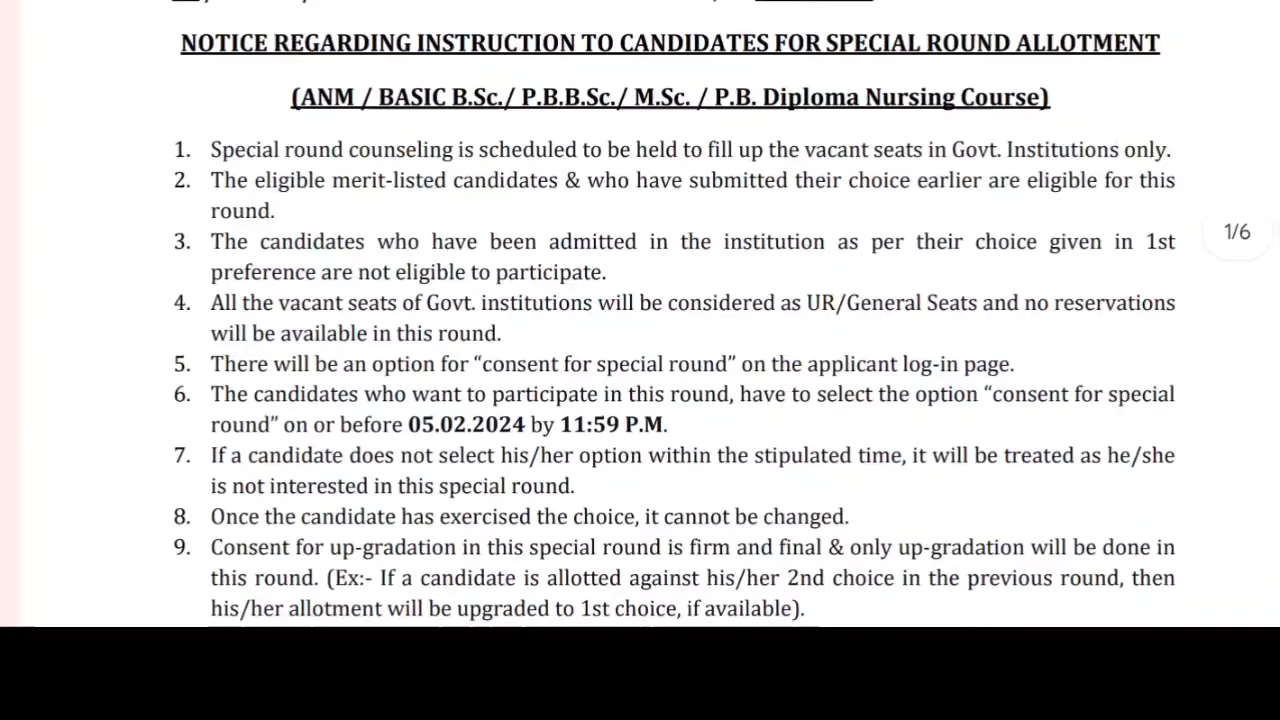 NOTICE REGARDING INSTRUCTION TO CANDIDATES FOR SPECIAL ROUND ALLOTMENT
(ANM / BASIC B.Sc./ P.B.B.Sc./ M.Sc. / P.B. Diploma Nursing Course)
1. Special round counseling is scheduled to be held to fill up the vacant seats in Govt. Institutions only.
2. The eligible merit-listed candidates & who have submitted their choice earlier are eligible for this
round.
1/6
3. The candidates who have been admitted in the institution as per their choice given in 1st
preference are not eligible to participate.
4. All the vacant seats of Govt. institutions will be considered as UR/General Seats and no reservations
will be available in this round.
5. There will be an option for “consent for special round” on the applicant log-in page.
6. The candidates who want to participate in this round, have to select the option “consent for special
round” on or before 05.02.2024 by 11:59 P.M.
7. If a candidate does not select his/her option within the stipulated time, it will be treated as he/she
is not interested in this special round.
8. Once the candidate has exercised the choice, it cannot be changed.
9. Consent for up-gradation in this special round is firm and final & only up-gradation will be done in
this round. (Ex:- If a candidate is allotted against his/her 2nd choice in the previous round, then
his/her allotment will be upgraded to 1st choice, if available).